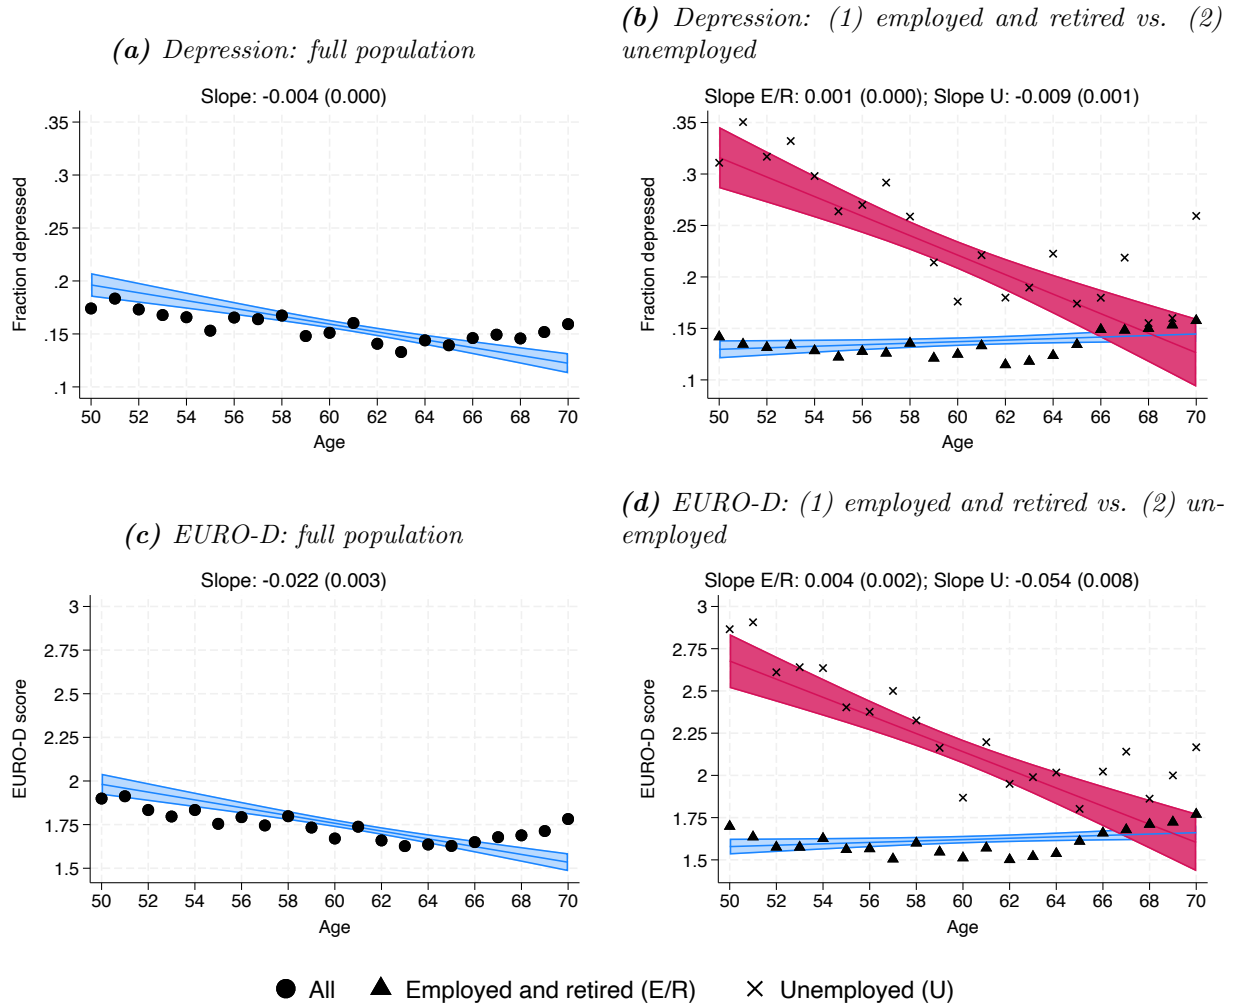 (a) Depression: full population
Slope: -0.004 (0.000)
Fraction depressed
.35
.3
.25
.2
.15
.1
50 52 54 56 58 60 62 64 66 68 70
Age
(b) Depression: (1) employed and retired vs. (2)
unemployed
Slope E/R: 0.001 (0.000); Slope U: -0.009 (0.001)
Fraction depressed
.35
.3
.25
.2
.15
.1
50 52 54 56 58 60 62 64 66 68 70
Age
(c) EURO-D: full population
Slope: -0.022 (0.003)
EURO-D score
3
2.75
2.5
2.25
2
1.75
1.5
50 52 54 56 58 60 62 64 66 68 70
Age
(d) EURO-D: (1) employed and retired vs. (2) un-
employed
Slope E/R: 0.004 (0.002); Slope U: -0.054 (0.008)
EURO-D score
3
2.75
2.5
2.25
2
1.75
1.5
50 52 54 56 58 60 62 64 66 68 70
Age
All Employed and retired (E/R) Unemployed (U)